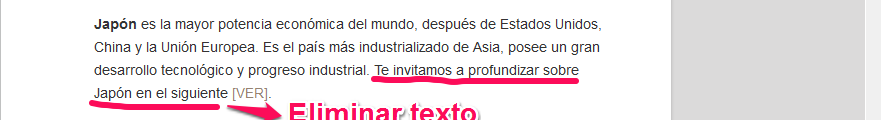 Japón es la mayor potencia económica del mundo, después de Estados Unidos,
China y la Unión Europea. Es el país más industrializado de Asia, posee un gran
desarrollo tecnológico y progreso industrial. Te invitamos a profundizar sobre
Japón en el siguiente [VER].
Eliminar texto